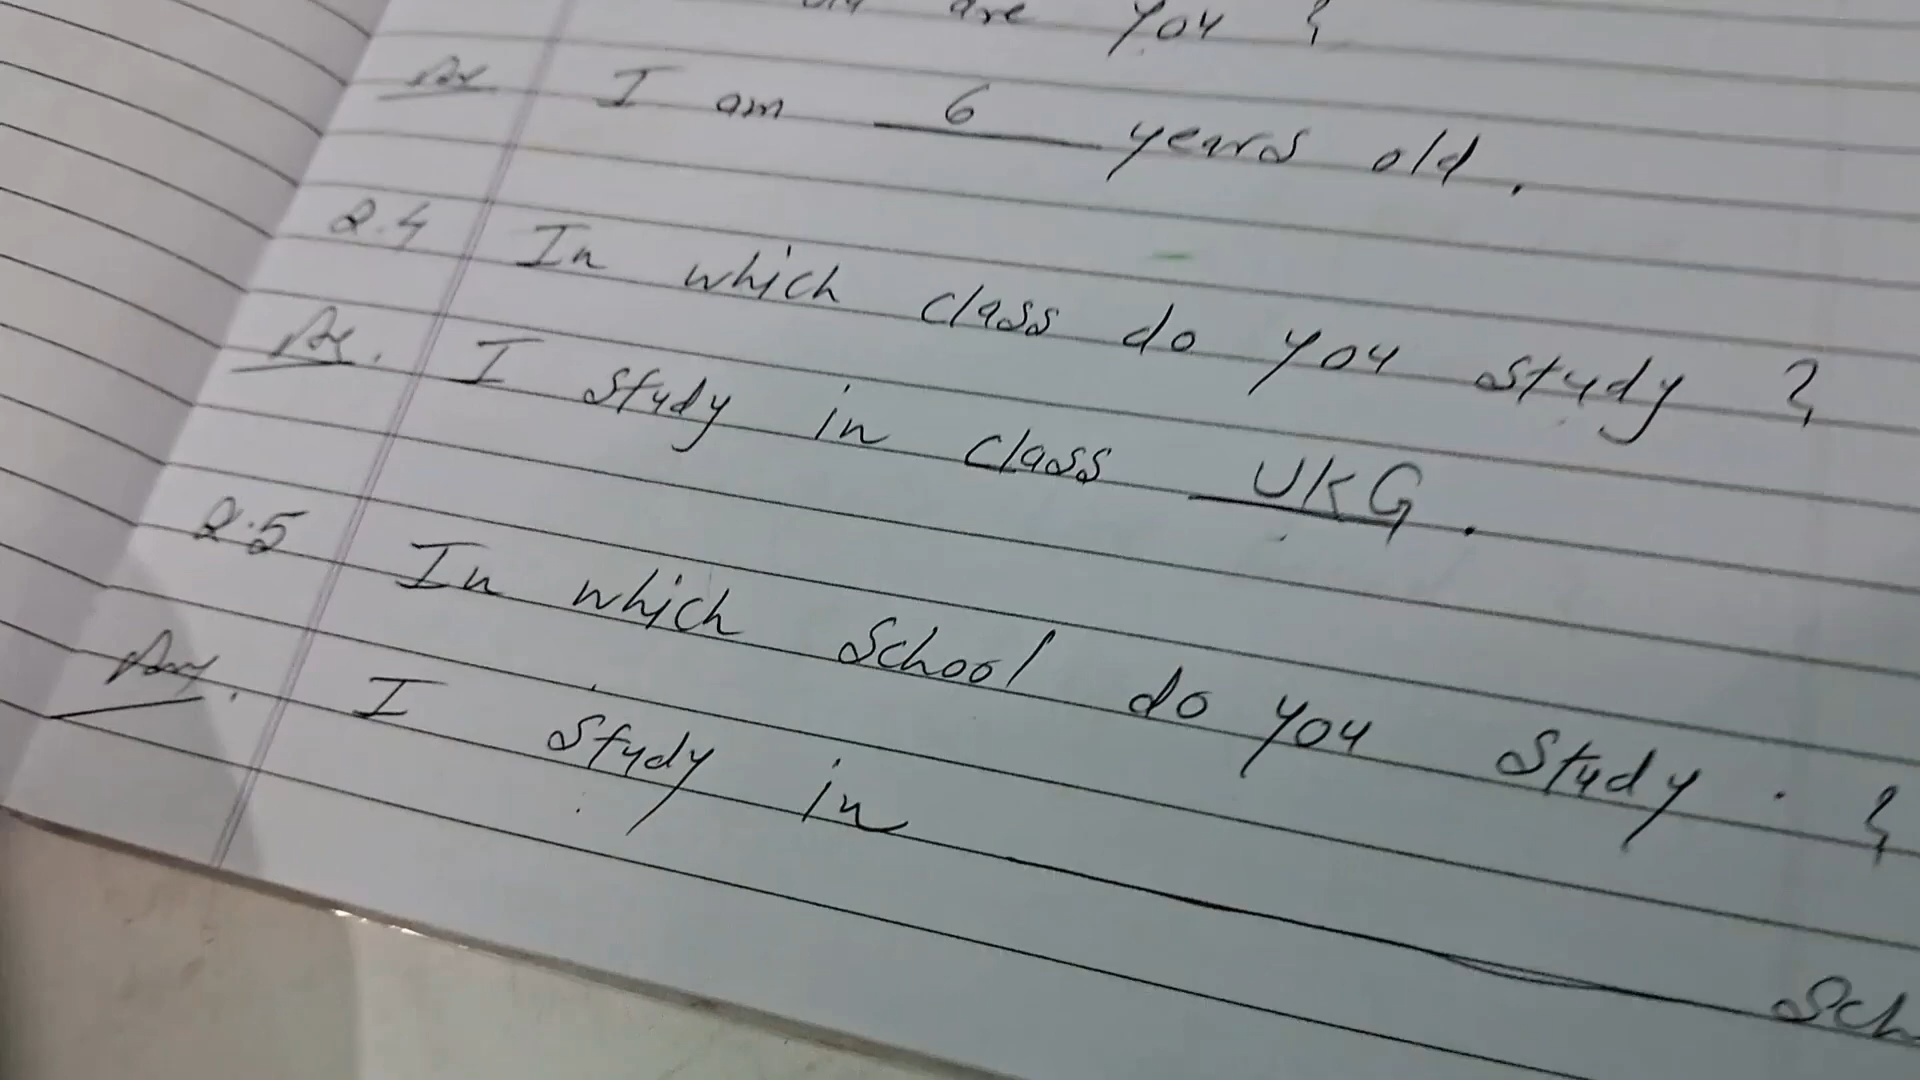 are you ?
Ans I am 6 years old .
Q.4 In which class do you study ?
Ans . I study in class UKG .
Q.5 In which School do you study . ?
Ans . I study in Sch